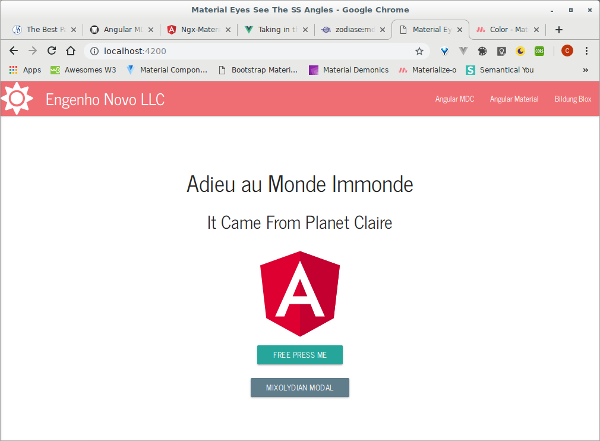 Material Eyes See The SS Angles - Google Chrome
The Best Pa
Angular M
Ngx-Mater
Taking in th
zodiase:md
Material Ey
Color - Mat
localhost:4200
C
Apps
Awesomes W3
Material Compon...
Bootstrap Materi...
Material Demonics
Materialize-o
Semantical You
»
Engenho Novo LLC
Angular MDC
Angular Material
Bildung Blox
Adieu au Monde Immonde
It Came From Planet Claire
A
FREE PRESS ME
MIXOLYDIAN MODAL